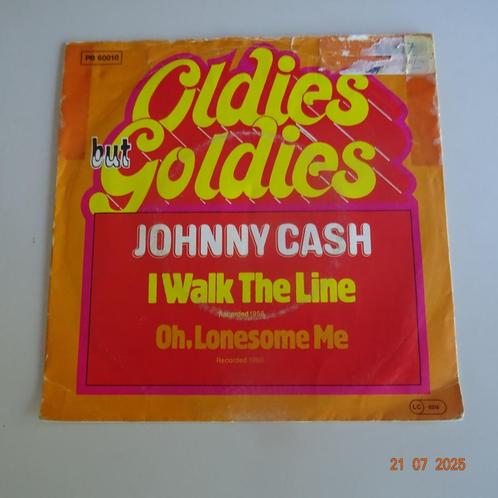 PB 60010
Oldies
but
Goldies
JOHNNY CASH
I Walk The Line
Recorded 1956
Oh, Lonesome Me
Recorded 1960
LC
21 07 2025